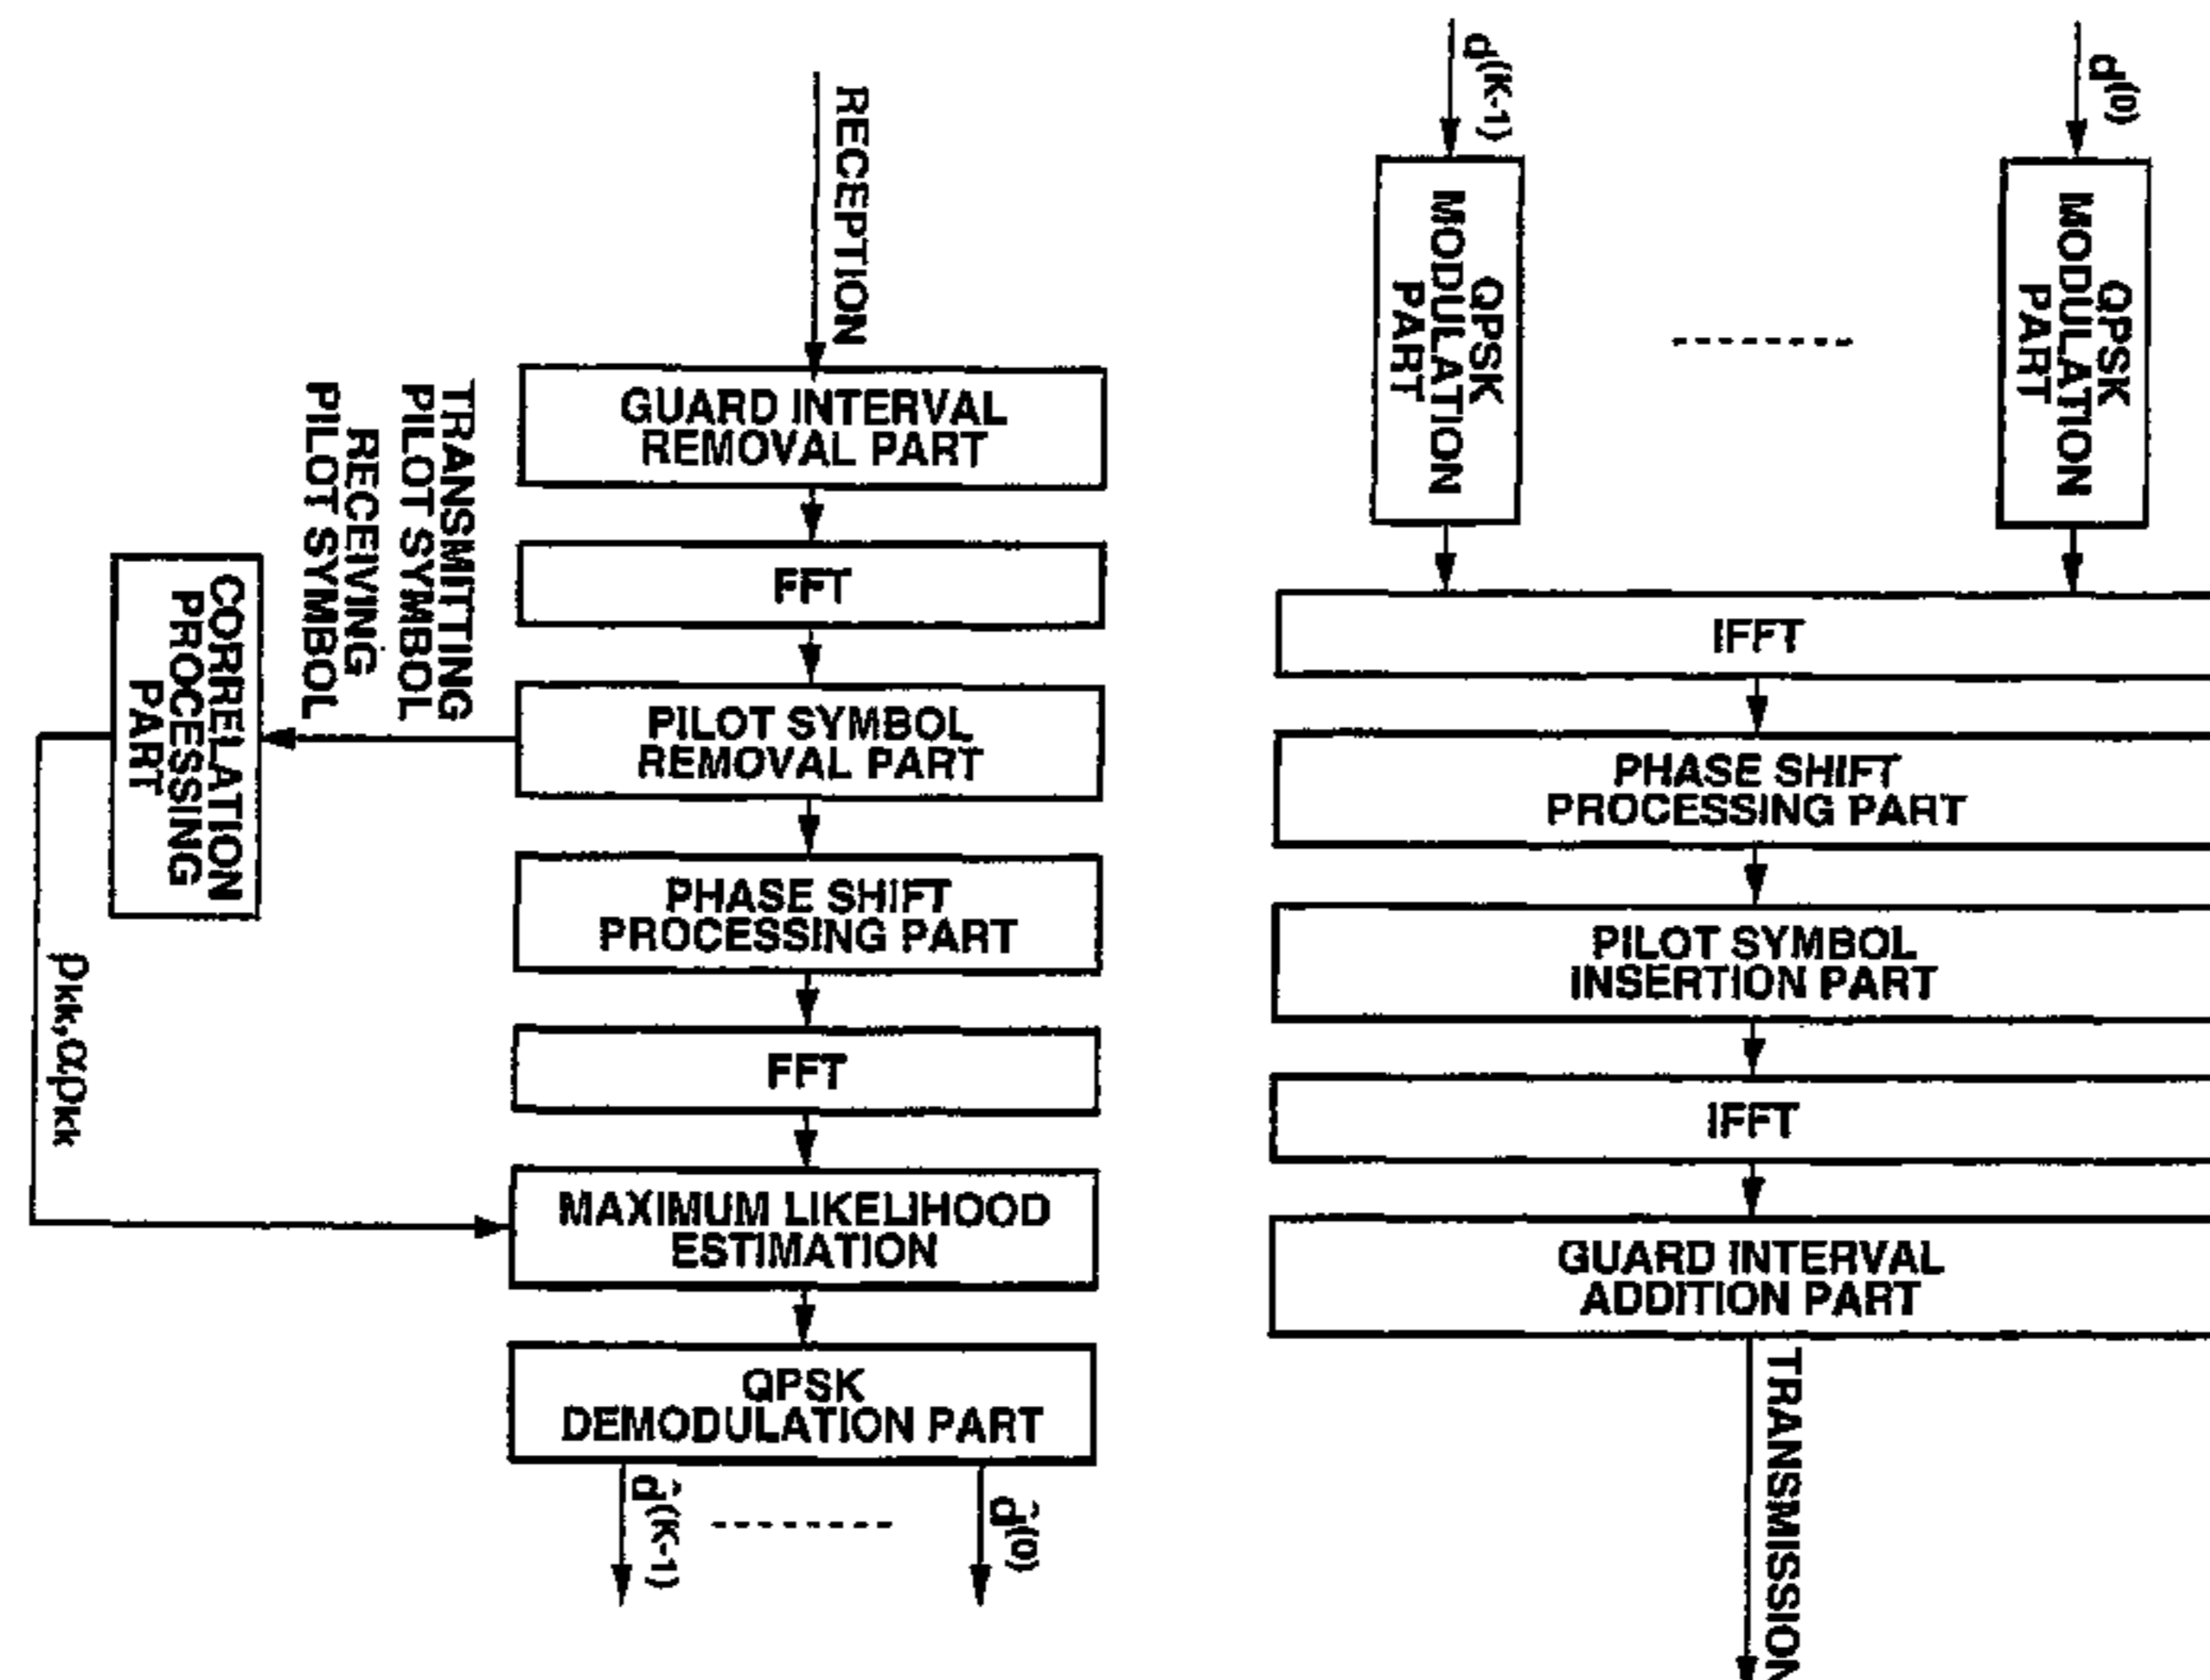 RECEPTION
GUARD INTERVAL
REMOVAL PART
FFT
PILOT SYMBOL
REMOVAL PART
TRANSMITTING
PILOT SYMBOL
RECEIVING
PILOT SYMBOL
CORRELATION
PROCESSING
PART
ρkk,αρkk
PHASE SHIFT
PROCESSING PART
FFT
MAXIMUM LIKELIHOOD
ESTIMATION
QPSK
DEMODULATION PART
d̂(K-1)
d̂(0)
d(K-1)
d(0)
QPSK
MODULATION
PART
QPSK
MODULATION
PART
IFFT
PHASE SHIFT
PROCESSING PART
PILOT SYMBOL
INSERTION PART
IFFT
GUARD INTERVAL
ADDITION PART
TRANSMISSION